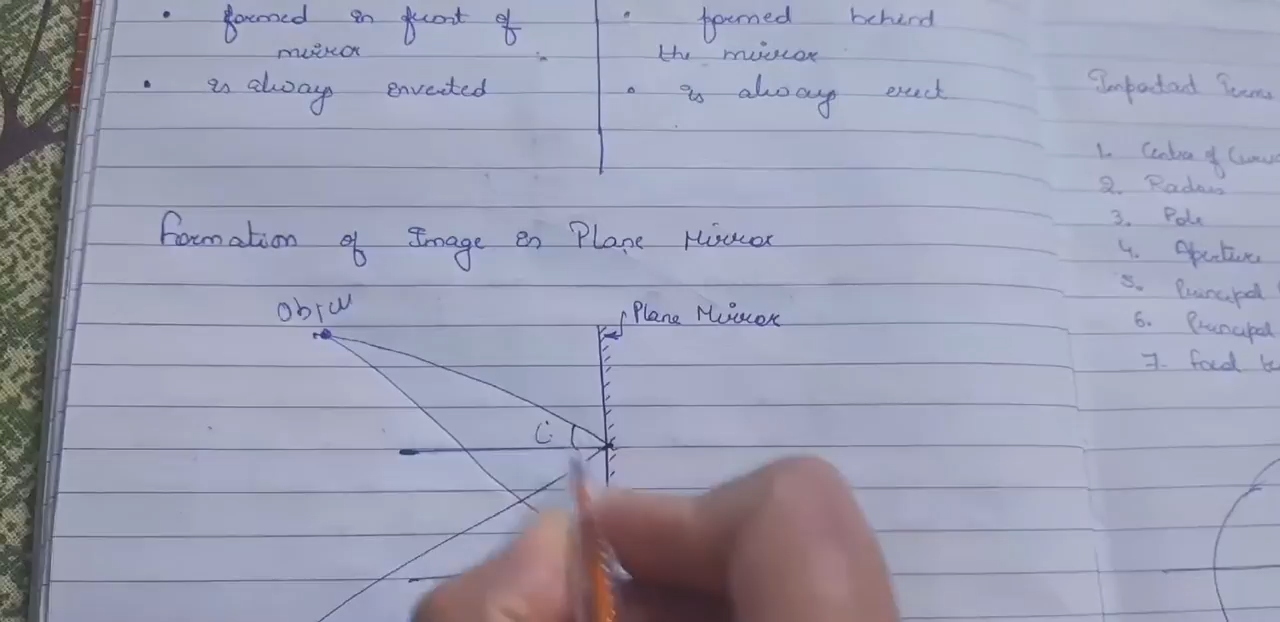 formed in front of
mirror
is always inverted
formed behind
the mirror
is always erect
Formation of Image in Plane Mirror
Object
Plane Mirror
i
Important Terms
1. Centre of
2. Radius
3. Pole
4. Aperture
5. Principal
6. Principal
7. focal